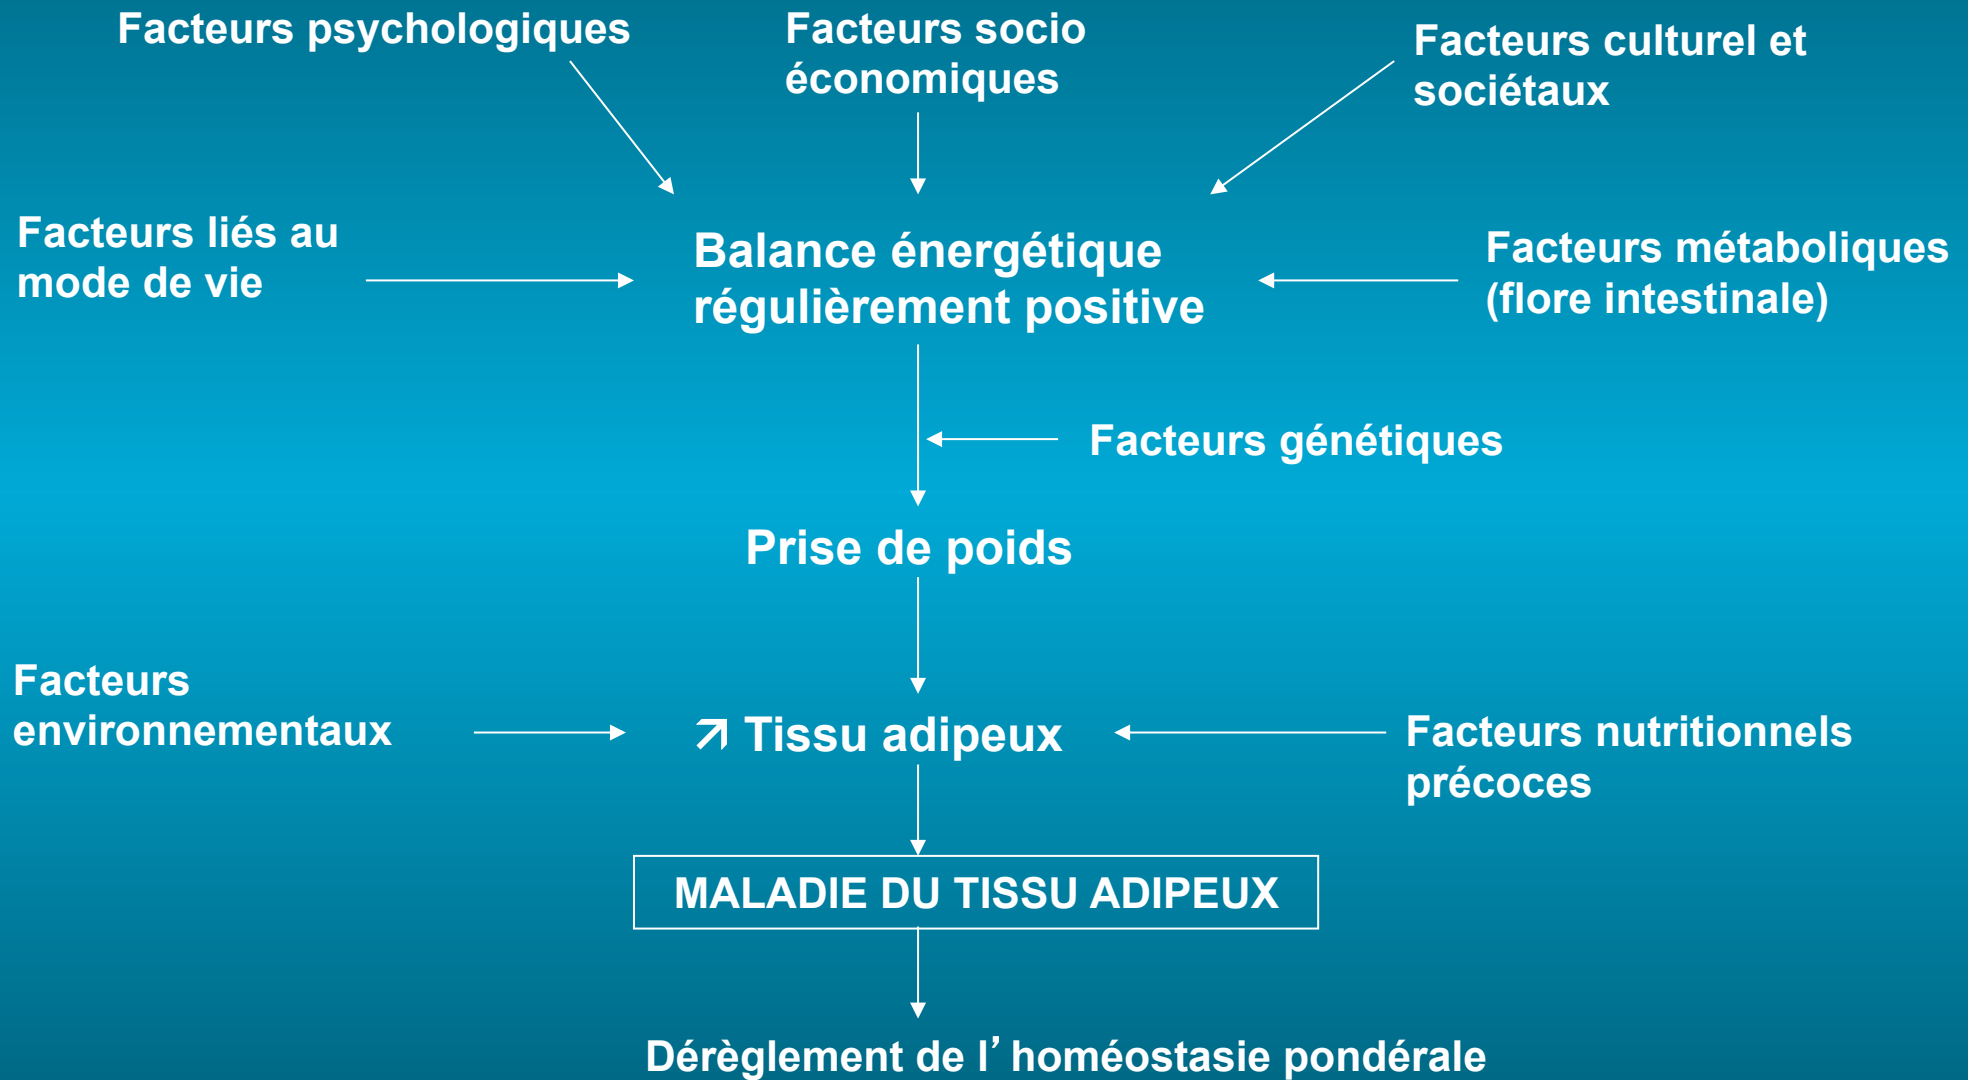 Facteurs psychologiques
Facteurs socio
économiques
Facteurs culturel et
sociétaux
Facteurs liés au
mode de vie
Balance énergétique
régulièrement positive
Facteurs métaboliques
(flore intestinale)
Facteurs génétiques
Prise de poids
Facteurs
environnementaux
↗ Tissu adipeux
Facteurs nutritionnels
précoces
MALADIE DU TISSU ADIPEUX
Dérèglement de l’ homéostasie pondérale